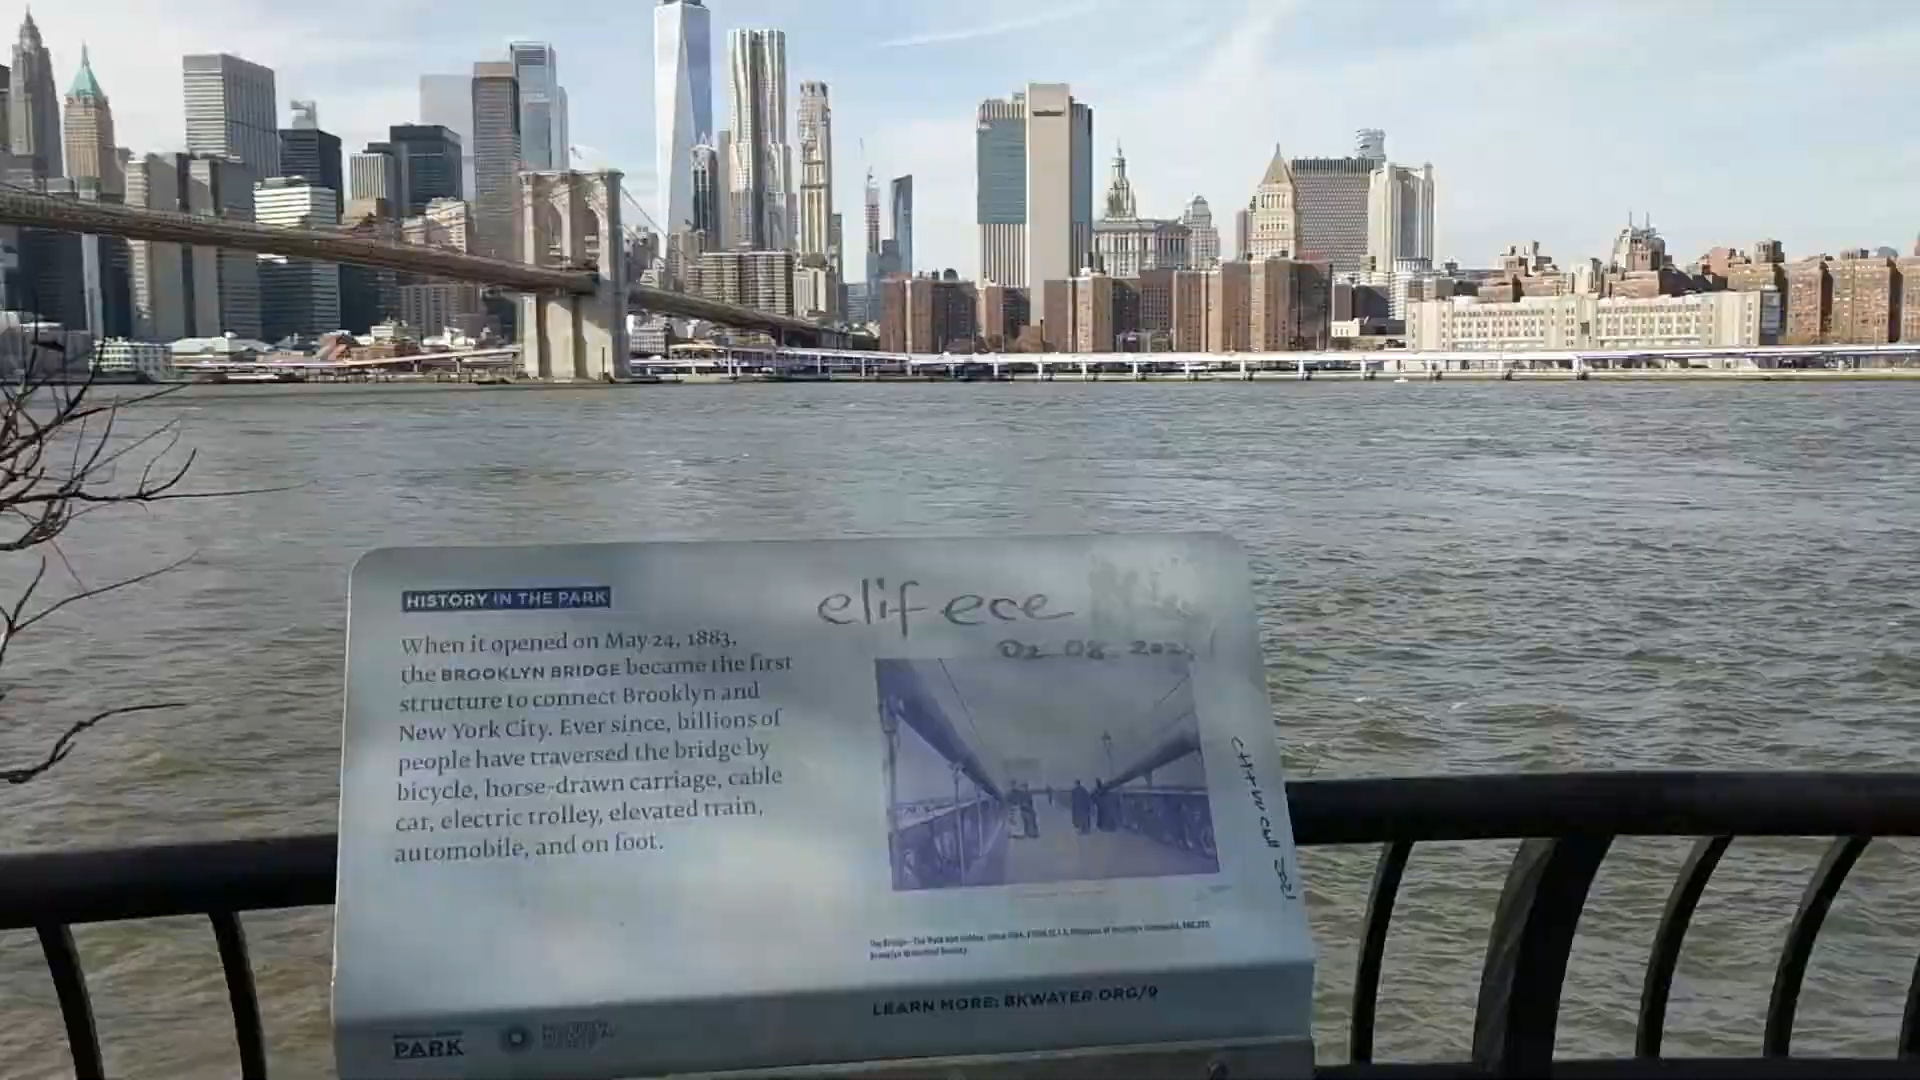 HISTORY IN THE PARK
When it opened on May 24, 1883,
the BROOKLYN BRIDGE became the first
structure to connect Brooklyn and
New York City. Ever since, billions of
people have traversed the bridge by
bicycle, horse-drawn carriage, cable
car, electric trolley, elevated train,
automobile, and on foot.
elif ece
02.08.2021
LEARN MORE: BKWATER.ORG/9
PARK